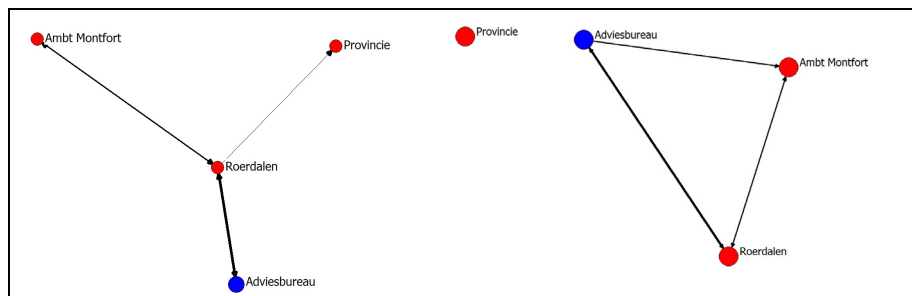 Ambt Montfort
Provincie
Roerdalen
Adviesbureau
Provincie
Adviesbureau
Ambt Montfort
Roerdalen